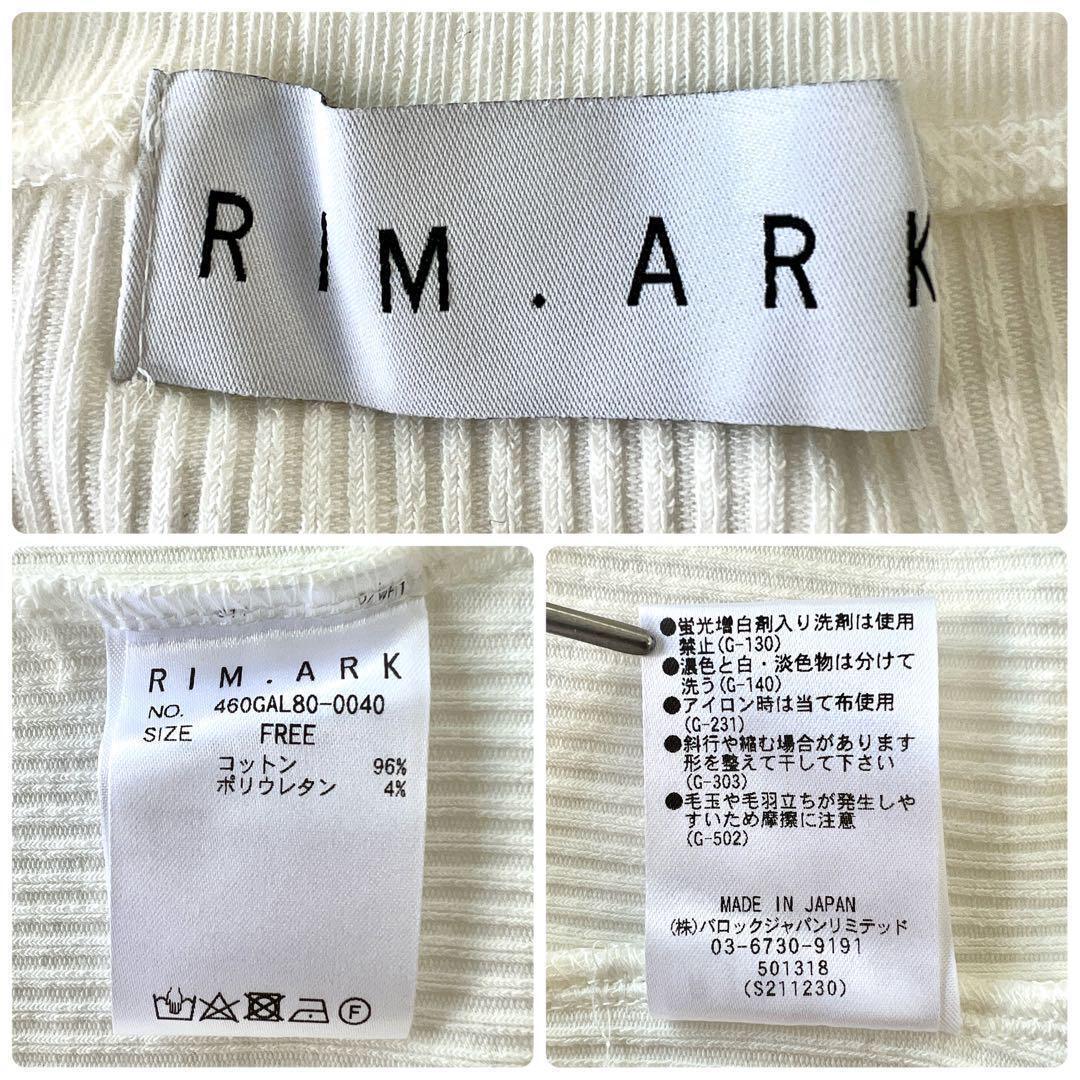 RIM.ARK
RIM.ARK
NO. 460GAL80-0040
SIZE FREE
コットン 96%
ポリウレタン 4%
F
●蛍光増白剤入り洗剤は使用
禁止(G-130)
●濃色と白・淡色物は分けて
洗う(G-140)
●アイロン時は当て布使用
(G-231)
●斜行や縮む場合があります
形を整えて干して下さい
(G-303)
●毛玉や毛羽立ちが発生しや
すいため摩擦に注意
(G-502)
MADE IN JAPAN
(株)バロックジャパンリミテッド
03-6730-9191
501318
(S211230)